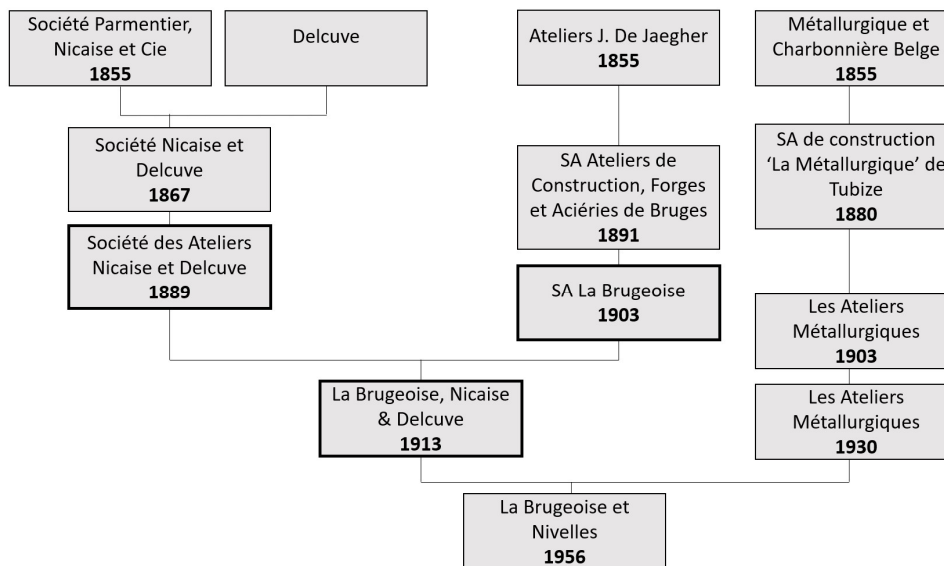 Société Parmentier,
Nicaise et Cie
1855
Delcuve
Ateliers J. De Jaegher
1855
Métallurgique et
Charbonnière Belge
1855
Société Nicaise et
Delcuve
1867
SA Ateliers de
Construction, Forges
et Aciéries de Bruges
1891
SA de construction
‘La Métallurgique’ de
Tubize
1880
Société des Ateliers
Nicaise et Delcuve
1889
SA La Brugeoise
1903
Les Ateliers
Métallurgiques
1903
La Brugeoise, Nicaise
& Delcuve
1913
Les Ateliers
Métallurgiques
1930
La Brugeoise et
Nivelles
1956